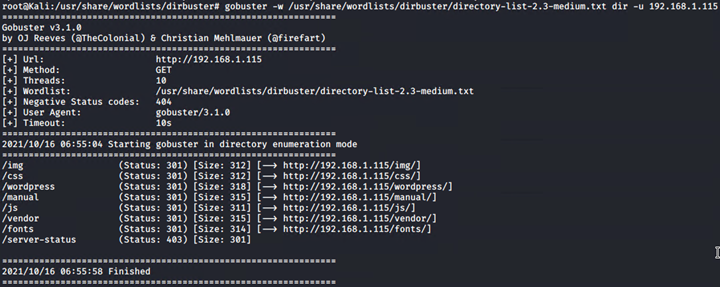 root@Kali:/usr/share/wordlists/dirbuster# gobuster -w /usr/share/wordlists/dirbuster/directory-list-2.3-medium.txt dir -u 192.168.1.115
===============================================================
Gobuster v3.1.0
by OJ Reeves (@TheColonial) & Christian Mehlmauer (@firefart)
===============================================================
[+] Url:                     http://192.168.1.115
[+] Method:                  GET
[+] Threads:                 10
[+] Wordlist:                /usr/share/wordlists/dirbuster/directory-list-2.3-medium.txt
[+] Negative Status codes:   404
[+] User Agent:              gobuster/3.1.0
[+] Timeout:                 10s
===============================================================
2021/10/16 06:55:04 Starting gobuster in directory enumeration mode
===============================================================
/img                  (Status: 301) [Size: 312] [--> http://192.168.1.115/img/]
/css                  (Status: 301) [Size: 312] [--> http://192.168.1.115/css/]
/wordpress            (Status: 301) [Size: 318] [--> http://192.168.1.115/wordpress/]
/manual               (Status: 301) [Size: 315] [--> http://192.168.1.115/manual/]
/js                   (Status: 301) [Size: 311] [--> http://192.168.1.115/js/]
/vendor               (Status: 301) [Size: 315] [--> http://192.168.1.115/vendor/]
/fonts                (Status: 301) [Size: 314] [--> http://192.168.1.115/fonts/]
/server-status        (Status: 403) [Size: 301]
===============================================================
2021/10/16 06:55:58 Finished
===============================================================